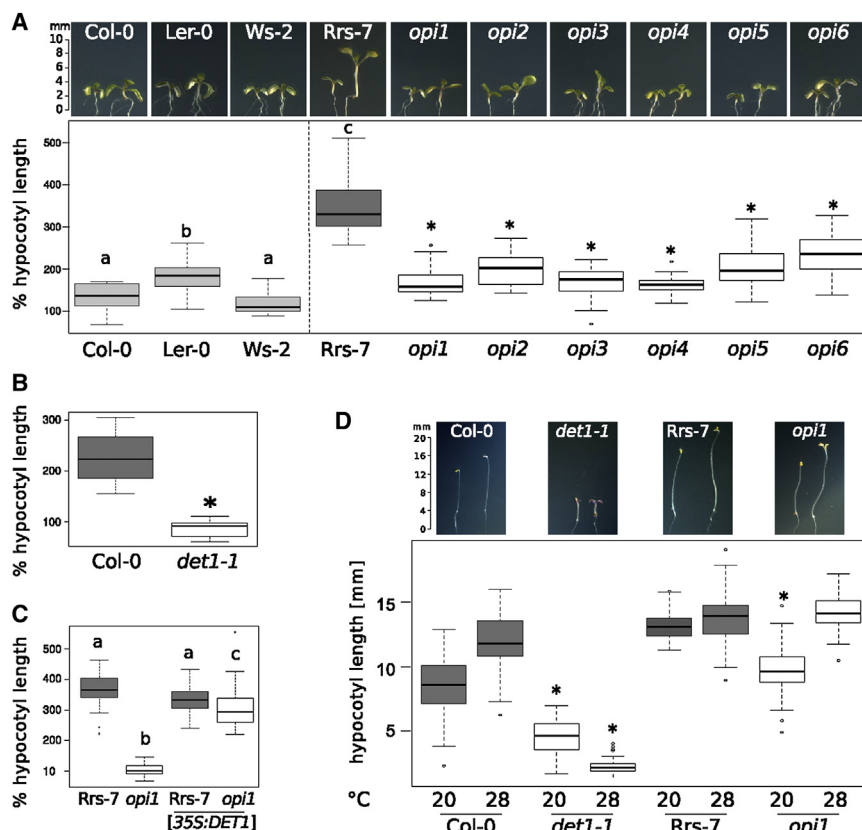 A
mm
Col-0 Ler-0 Ws-2 Rrs-7 opi1 opi2 opi3 opi4 opi5 opi6
10
8
6
4
2
0
% hypocotyl length
500
400
300
200
100
a b a c * * * * * *
Col-0 Ler-0 Ws-2 Rrs-7 opi1 opi2 opi3 opi4 opi5 opi6
B
% hypocotyl length
300
200
100
*
Col-0 det1-1
C
% hypocotyl length
500
400
300
200
10
a b a c
Rrs-7 opi1 Rrs-7 opi1
[35S:DET1]
D
mm
Col-0 det1-1 Rrs-7 opi1
20
16
12
8
4
0
hypocotyl length [mm]
15
10
5
* * *
°C 20 28 20 28 20 28 20 28
Col-0 det1-1 Rrs-7 opi1